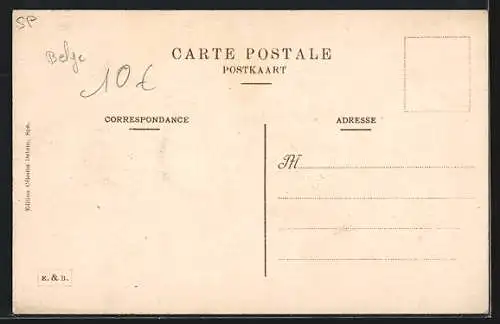 SP
Belge
10 €
CARTE POSTALE
POSTKAART
CORRESPONDANCE
ADRESSE
M
E. & B.